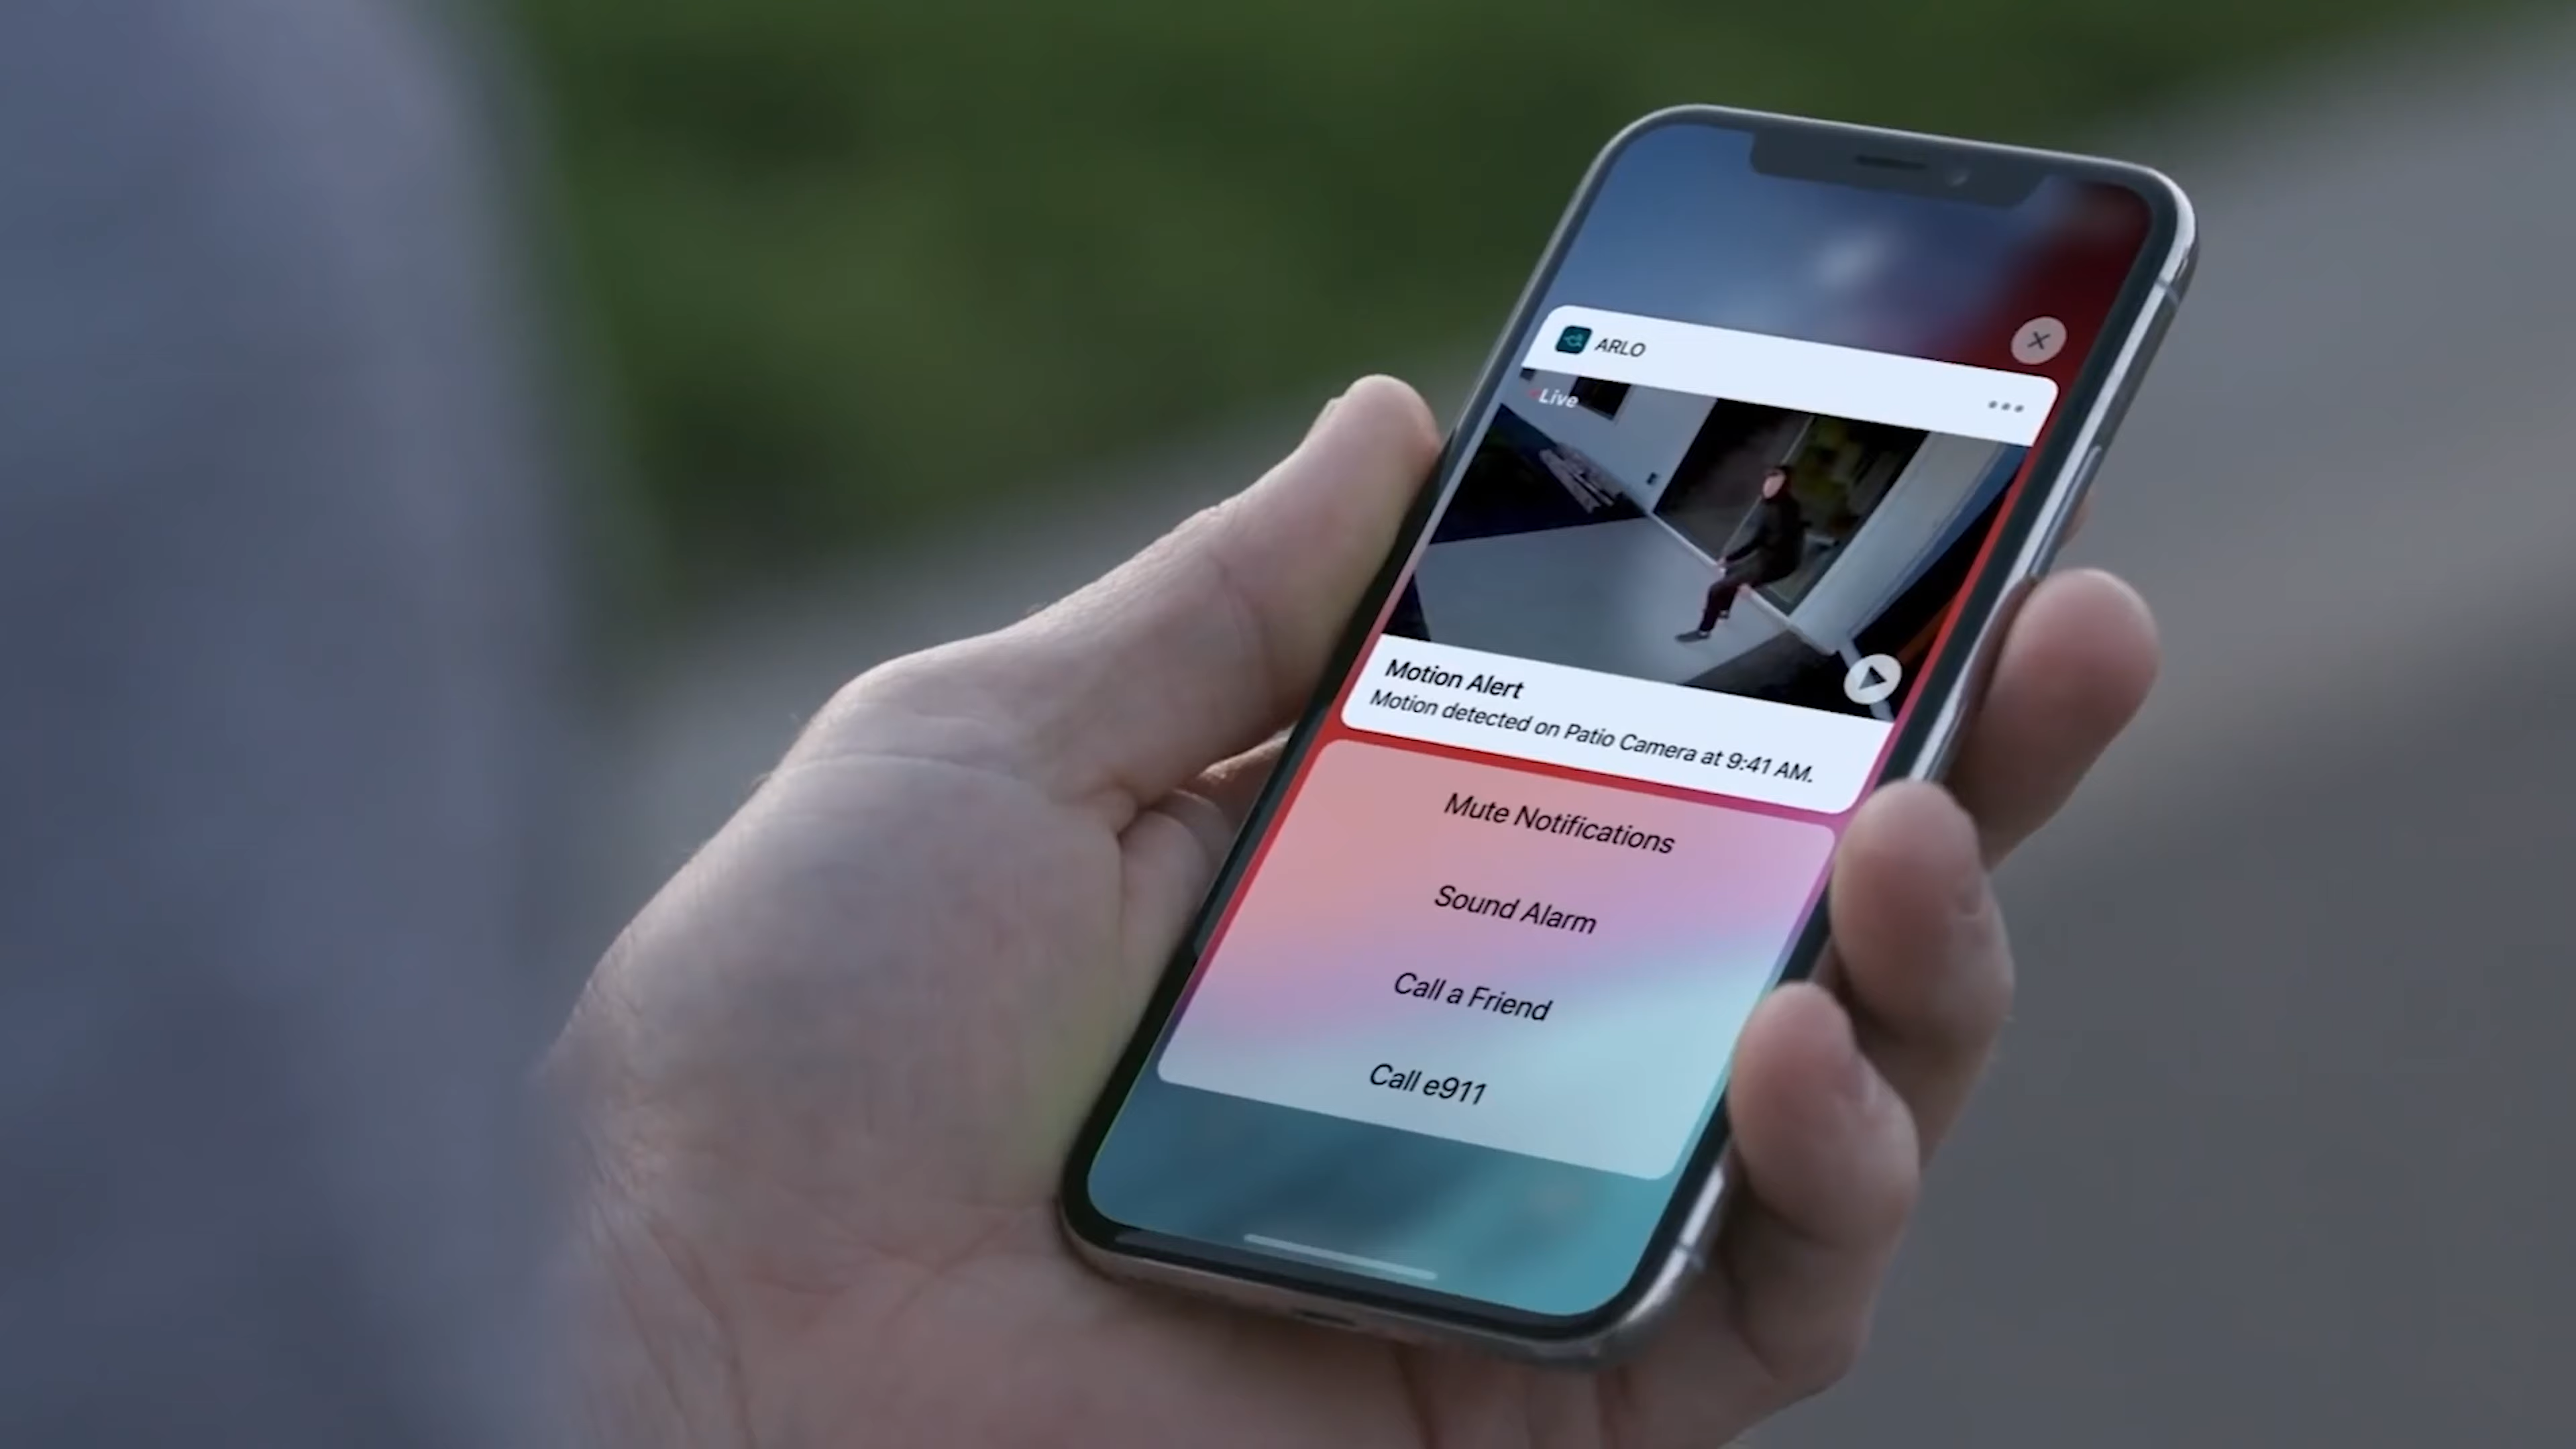 ARLO
Live
Motion Alert
Motion detected on Patio Camera at 9:41 AM.
Mute Notifications
Sound Alarm
Call a Friend
Call e911